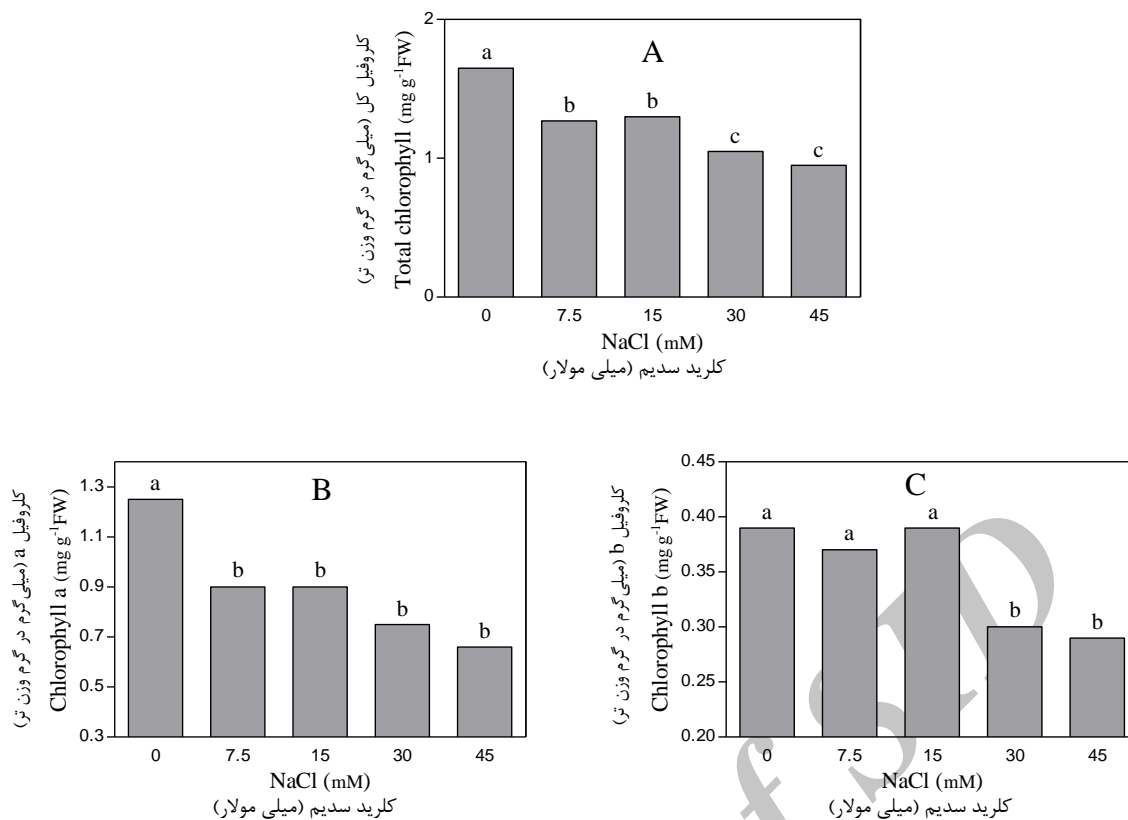 کلروفیل کل (میلی‌گرم در گرم وزن تر)
Total chlorophyll (mg g⁻¹FW)
2
1
0
A
a
b
b
c
c
0 7.5 15 30 45
NaCl (mM)
کلرید سدیم (میلی مولار)
کلروفیل a (میلی‌گرم در گرم وزن تر)
Chlorophyll a (mg g⁻¹FW)
1.3
1.1
0.9
0.7
0.5
0.3
B
a
b
b
b
b
0 7.5 15 30 45
NaCl (mM)
کلرید سدیم (میلی مولار)
کلروفیل b (میلی‌گرم در گرم وزن تر)
Chlorophyll b (mg g⁻¹FW)
0.45
0.40
0.35
0.30
0.25
0.20
C
a
a
a
b
b
0 7.5 15 30 45
NaCl (mM)
کلرید سدیم (میلی مولار)
f SID